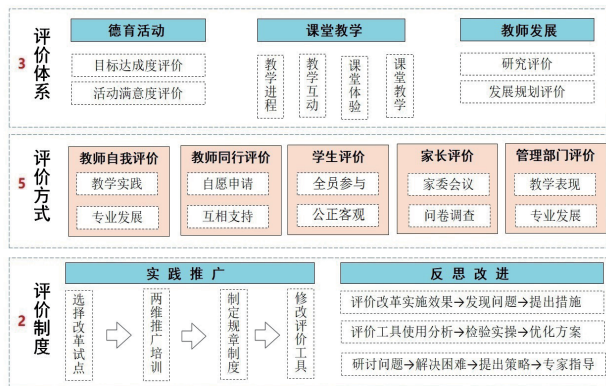 3
评价体系
德育活动
目标达成度评价
活动满意度评价
课堂教学
教学进程
教学互动
课堂体验
课堂教学
教师发展
研究评价
发展规划评价
5
评价方式
教师自我评价
教学实践
专业发展
教师同行评价
自愿申请
互相支持
学生评价
全员参与
公正客观
家长评价
家委会议
问卷调查
管理部门评价
教学表现
专业发展
2
评价制度
实践推广
选择改革试点
两维推广培训
制定规章制度
修改评价工具
反思改进
评价改革实施效果→发现问题→提出措施
评价工具使用分析→检验实操→优化方案
研讨问题→解决困难→提出策略→专家指导